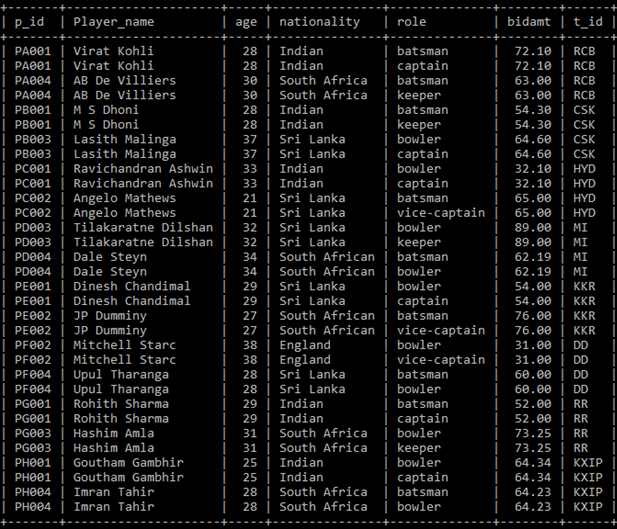 +-------+----------------------+------+---------------+--------------+--------+------+
| p_id | Player_name | age | nationality | role | bidamt | t_id |
+-------+----------------------+------+---------------+--------------+--------+------+
| PA001 | Virat Kohli | 28 | Indian | batsman | 72.10 | RCB |
| PA001 | Virat Kohli | 28 | Indian | captain | 72.10 | RCB |
| PA004 | AB De Villiers | 30 | South Africa | batsman | 63.00 | RCB |
| PA004 | AB De Villiers | 30 | South Africa | keeper | 63.00 | RCB |
| PB001 | M S Dhoni | 28 | Indian | batsman | 54.30 | CSK |
| PB001 | M S Dhoni | 28 | Indian | keeper | 54.30 | CSK |
| PB003 | Lasith Malinga | 37 | Sri Lanka | bowler | 64.60 | CSK |
| PB003 | Lasith Malinga | 37 | Sri Lanka | captain | 64.60 | CSK |
| PC001 | Ravichandran Ashwin | 33 | Indian | bowler | 32.10 | HYD |
| PC001 | Ravichandran Ashwin | 33 | Indian | captain | 32.10 | HYD |
| PC002 | Angelo Mathews | 21 | Sri Lanka | batsman | 65.00 | HYD |
| PC002 | Angelo Mathews | 21 | Sri Lanka | vice-captain | 65.00 | HYD |
| PD003 | Tilakaratne Dilshan | 32 | Sri Lanka | bowler | 89.00 | MI |
| PD003 | Tilakaratne Dilshan | 32 | Sri Lanka | keeper | 89.00 | MI |
| PD004 | Dale Steyn | 34 | South African | batsman | 62.19 | MI |
| PD004 | Dale Steyn | 34 | South African | bowler | 62.19 | MI |
| PE001 | Dinesh Chandimal | 29 | Sri Lanka | bowler | 54.00 | KKR |
| PE001 | Dinesh Chandimal | 29 | Sri Lanka | captain | 54.00 | KKR |
| PE002 | JP Dumminy | 27 | South African | batsman | 76.00 | KKR |
| PE002 | JP Dumminy | 27 | South African | vice-captain | 76.00 | KKR |
| PF002 | Mitchell Starc | 38 | England | bowler | 31.00 | DD |
| PF002 | Mitchell Starc | 38 | England | vice-captain | 31.00 | DD |
| PF004 | Upul Tharanga | 28 | Sri Lanka | batsman | 60.00 | DD |
| PF004 | Upul Tharanga | 28 | Sri Lanka | bowler | 60.00 | DD |
| PG001 | Rohith Sharma | 29 | Indian | batsman | 52.00 | RR |
| PG001 | Rohith Sharma | 29 | Indian | captain | 52.00 | RR |
| PG003 | Hashim Amla | 31 | South Africa | bowler | 73.25 | RR |
| PG003 | Hashim Amla | 31 | South Africa | keeper | 73.25 | RR |
| PH001 | Goutham Gambhir | 25 | Indian | bowler | 64.34 | KXIP |
| PH001 | Goutham Gambhir | 25 | Indian | captain | 64.34 | KXIP |
| PH004 | Imran Tahir | 28 | South Africa | batsman | 64.23 | KXIP |
| PH004 | Imran Tahir | 28 | South Africa | bowler | 64.23 | KXIP |
+-------+----------------------+------+---------------+--------------+--------+------+